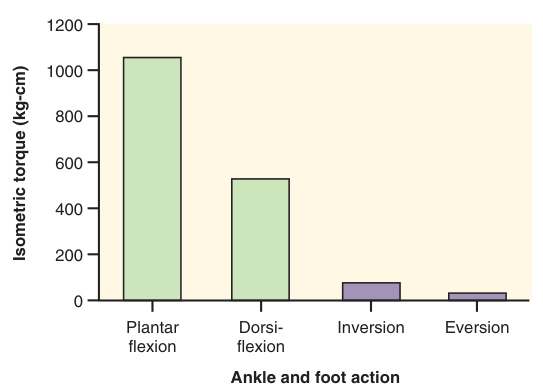 Isometric torque (kg-cm)
1200
1000
800
600
400
200
0
Plantar
flexion
Dorsi-
flexion
Inversion
Eversion
Ankle and foot action